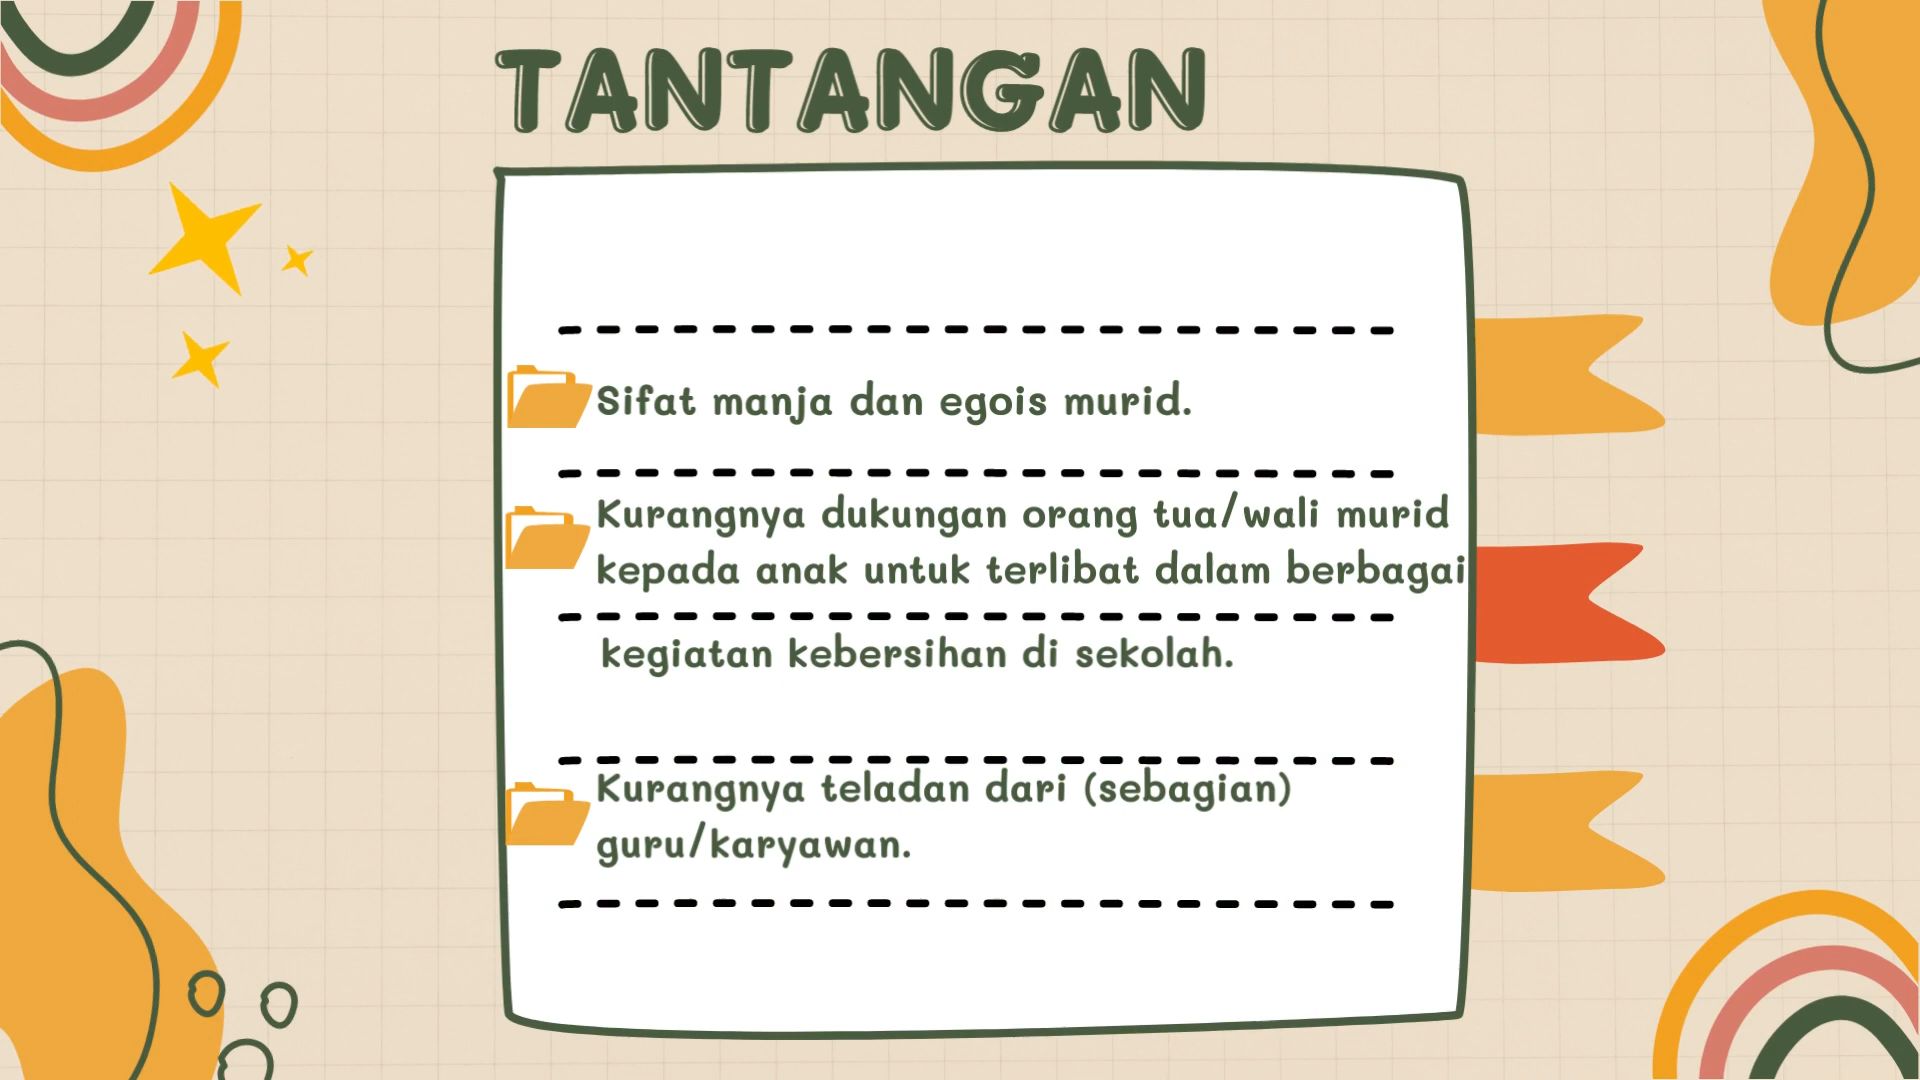 TANTANGAN
Sifat manja dan egois murid.
Kurangnya dukungan orang tua/wali murid
kepada anak untuk terlibat dalam berbagai
kegiatan kebersihan di sekolah.
Kurangnya teladan dari (sebagian)
guru/karyawan.